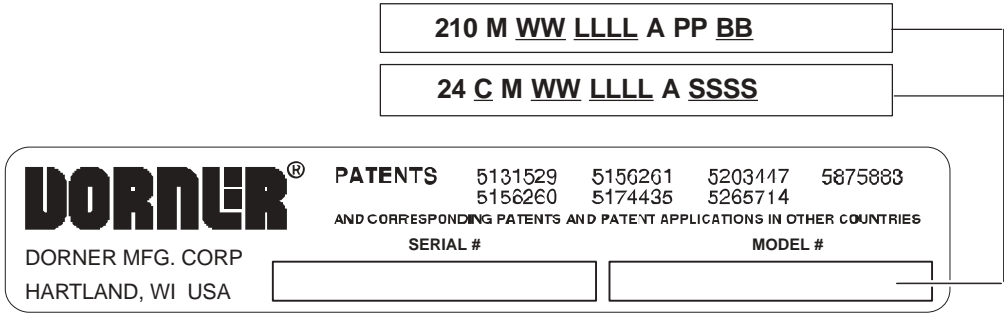 210 M WW LLLL A PP BB
24 C M WW LLLL A SSSS
DORNER®
PATENTS 5131529 5156261 5203447 5875883
5156260 5174435 5265714
AND CORRESPONDING PATENTS AND PATENT APPLICATIONS IN OTHER COUNTRIES
SERIAL # MODEL #
DORNER MFG. CORP
HARTLAND, WI USA